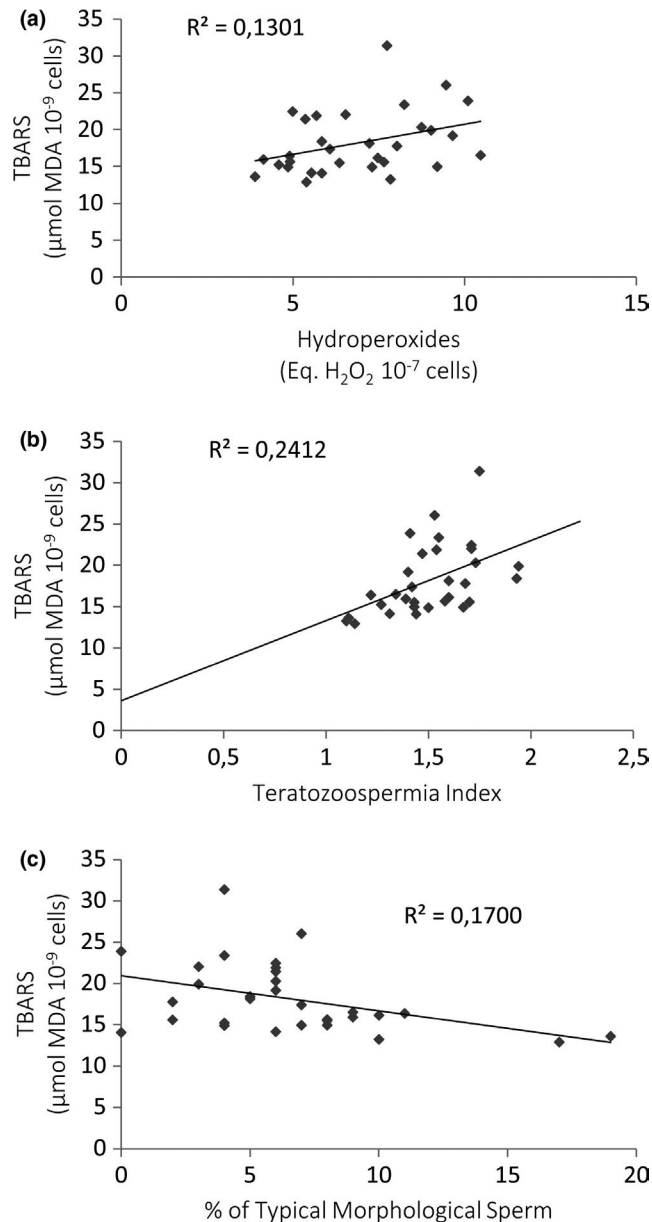 (a)
R² = 0,1301
TBARS
(µmol MDA 10⁻⁹ cells)
35
30
25
20
15
10
5
0
0 5 10 15
Hydroperoxides
(Eq. H₂O₂ 10⁻⁷ cells)
(b)
R² = 0,2412
TBARS
(µmol MDA 10⁻⁹ cells)
35
30
25
20
15
10
5
0
0 0,5 1 1,5 2 2,5
Teratozoospermia Index
(c)
R² = 0,1700
TBARS
(µmol MDA 10⁻⁹ cells)
35
30
25
20
15
10
5
0
0 5 10 15 20
% of Typical Morphological Sperm